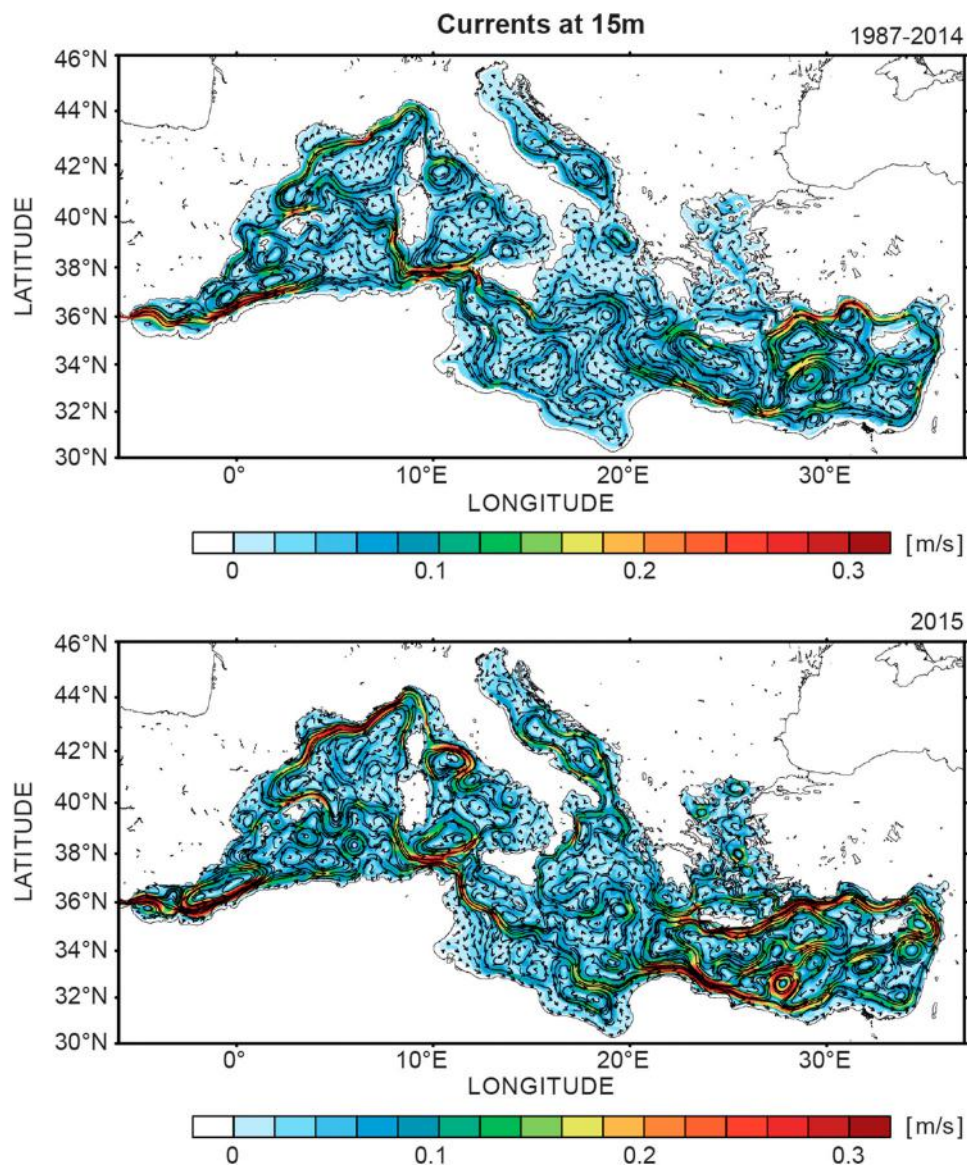 Currents at 15m
1987-2014
46°N
44°N
42°N
40°N
38°N
36°N
34°N
32°N
30°N
LATITUDE
0° 10°E 20°E 30°E
LONGITUDE
[m/s]
0 0.1 0.2 0.3
2015
46°N
44°N
42°N
40°N
38°N
36°N
34°N
32°N
30°N
LATITUDE
0° 10°E 20°E 30°E
LONGITUDE
[m/s]
0 0.1 0.2 0.3